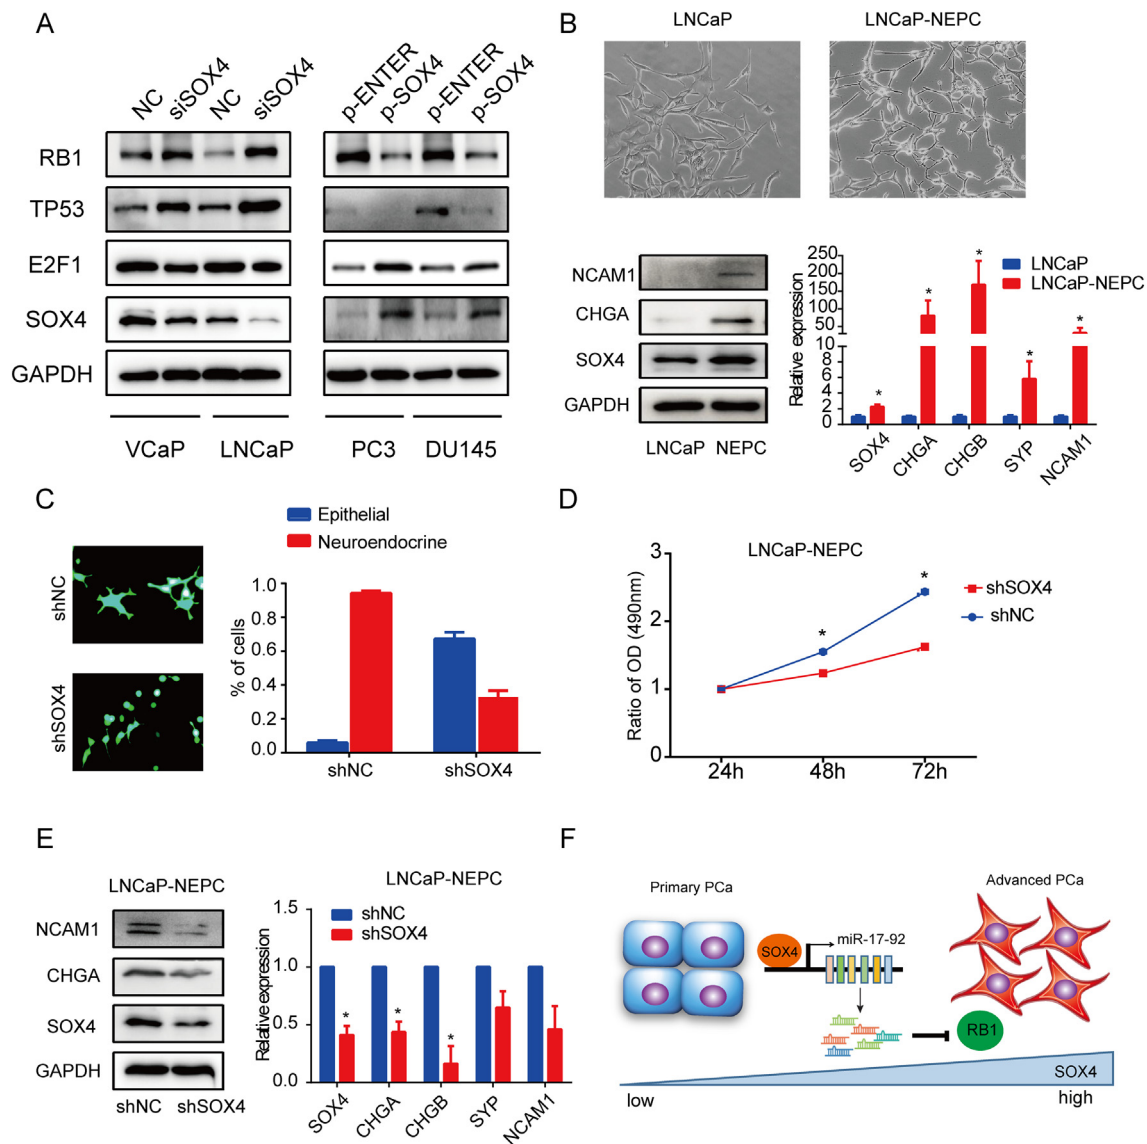 A
NC
siSOX4
NC
siSOX4
p-ENTER
p-SOX4
p-ENTER
p-SOX4
RB1
TP53
E2F1
SOX4
GAPDH
VCaP
LNCaP
PC3
DU145
B
LNCaP
LNCaP-NEPC
NCAM1
CHGA
SOX4
GAPDH
LNCaP
NEPC
Relative expression
250
200
150
100
50
10
8
6
4
2
0
LNCaP
LNCaP-NEPC
*
*
*
*
*
SOX4
CHGA
CHGB
SYP
NCAM1
C
shNC
shSOX4
Epithelial
Neuroendocrine
% of cells
1.0
0.8
0.6
0.4
0.2
0.0
shNC
shSOX4
D
LNCaP-NEPC
Ratio of OD (490nm)
3
2
1
0
*
*
shSOX4
shNC
24h
48h
72h
E
LNCaP-NEPC
NCAM1
CHGA
SOX4
GAPDH
shNC
shSOX4
LNCaP-NEPC
Relative expression
1.5
1.0
0.5
0.0
shNC
shSOX4
*
*
*
SOX4
CHGA
CHGB
SYP
NCAM1
F
Primary PCa
Advanced PCa
SOX4
miR-17-92
RB1
SOX4
low
high